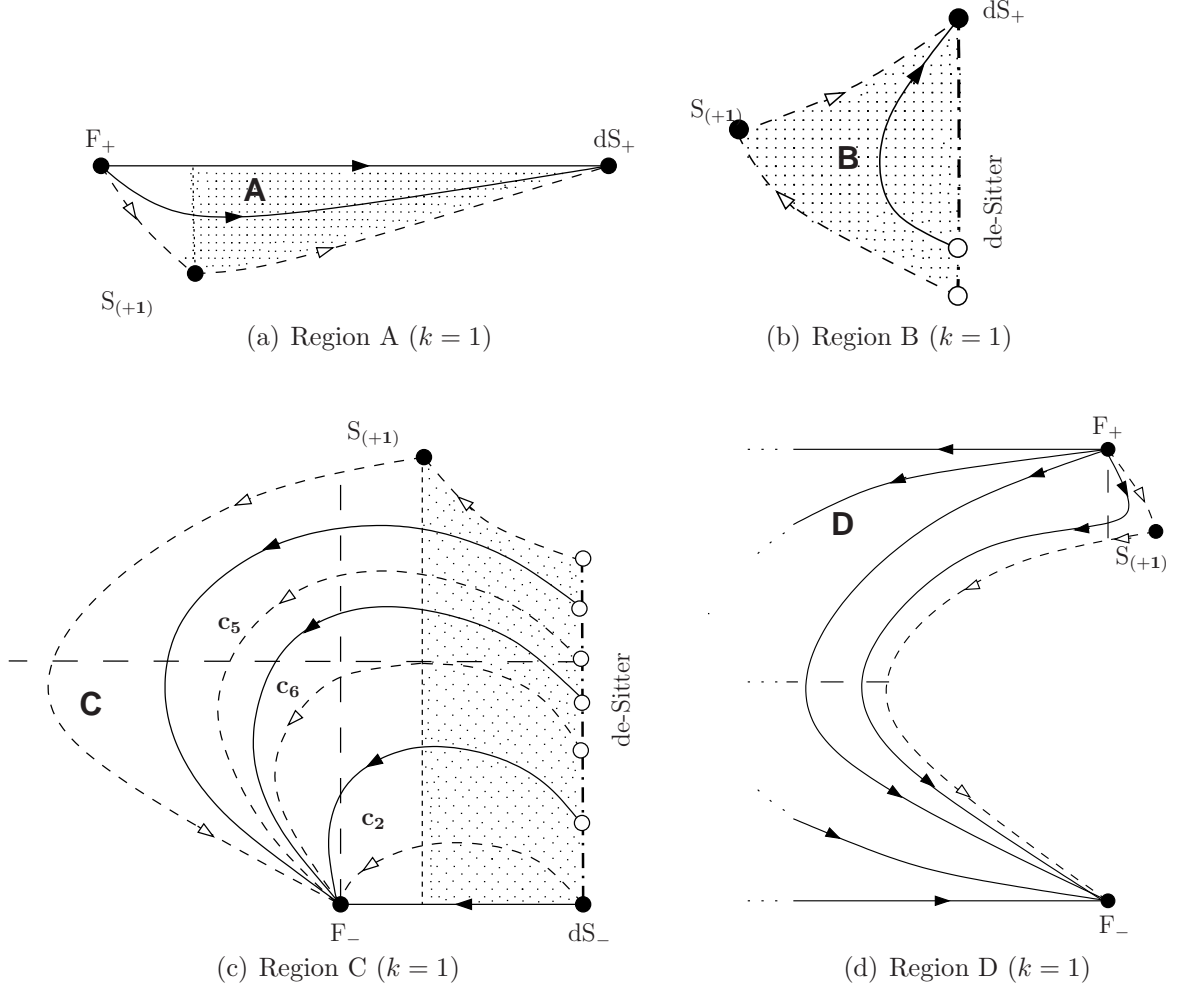 F₊
dS₊
A
S₍₊₁₎
(a) Region A (k = 1)
dS₊
S₍₊₁₎
B
de-Sitter
(b) Region B (k = 1)
S₍₊₁₎
c₅
c₆
C
c₂
de-Sitter
F₋
dS₋
(c) Region C (k = 1)
F₊
D
S₍₊₁₎
F₋
(d) Region D (k = 1)